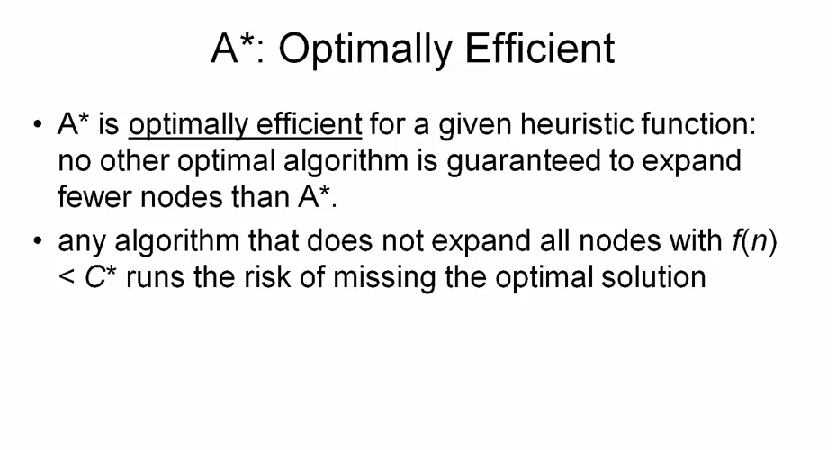 A*: Optimally Efficient
• A* is optimally efficient for a given heuristic function:
no other optimal algorithm is guaranteed to expand
fewer nodes than A*.
• any algorithm that does not expand all nodes with f(n)
< C* runs the risk of missing the optimal solution